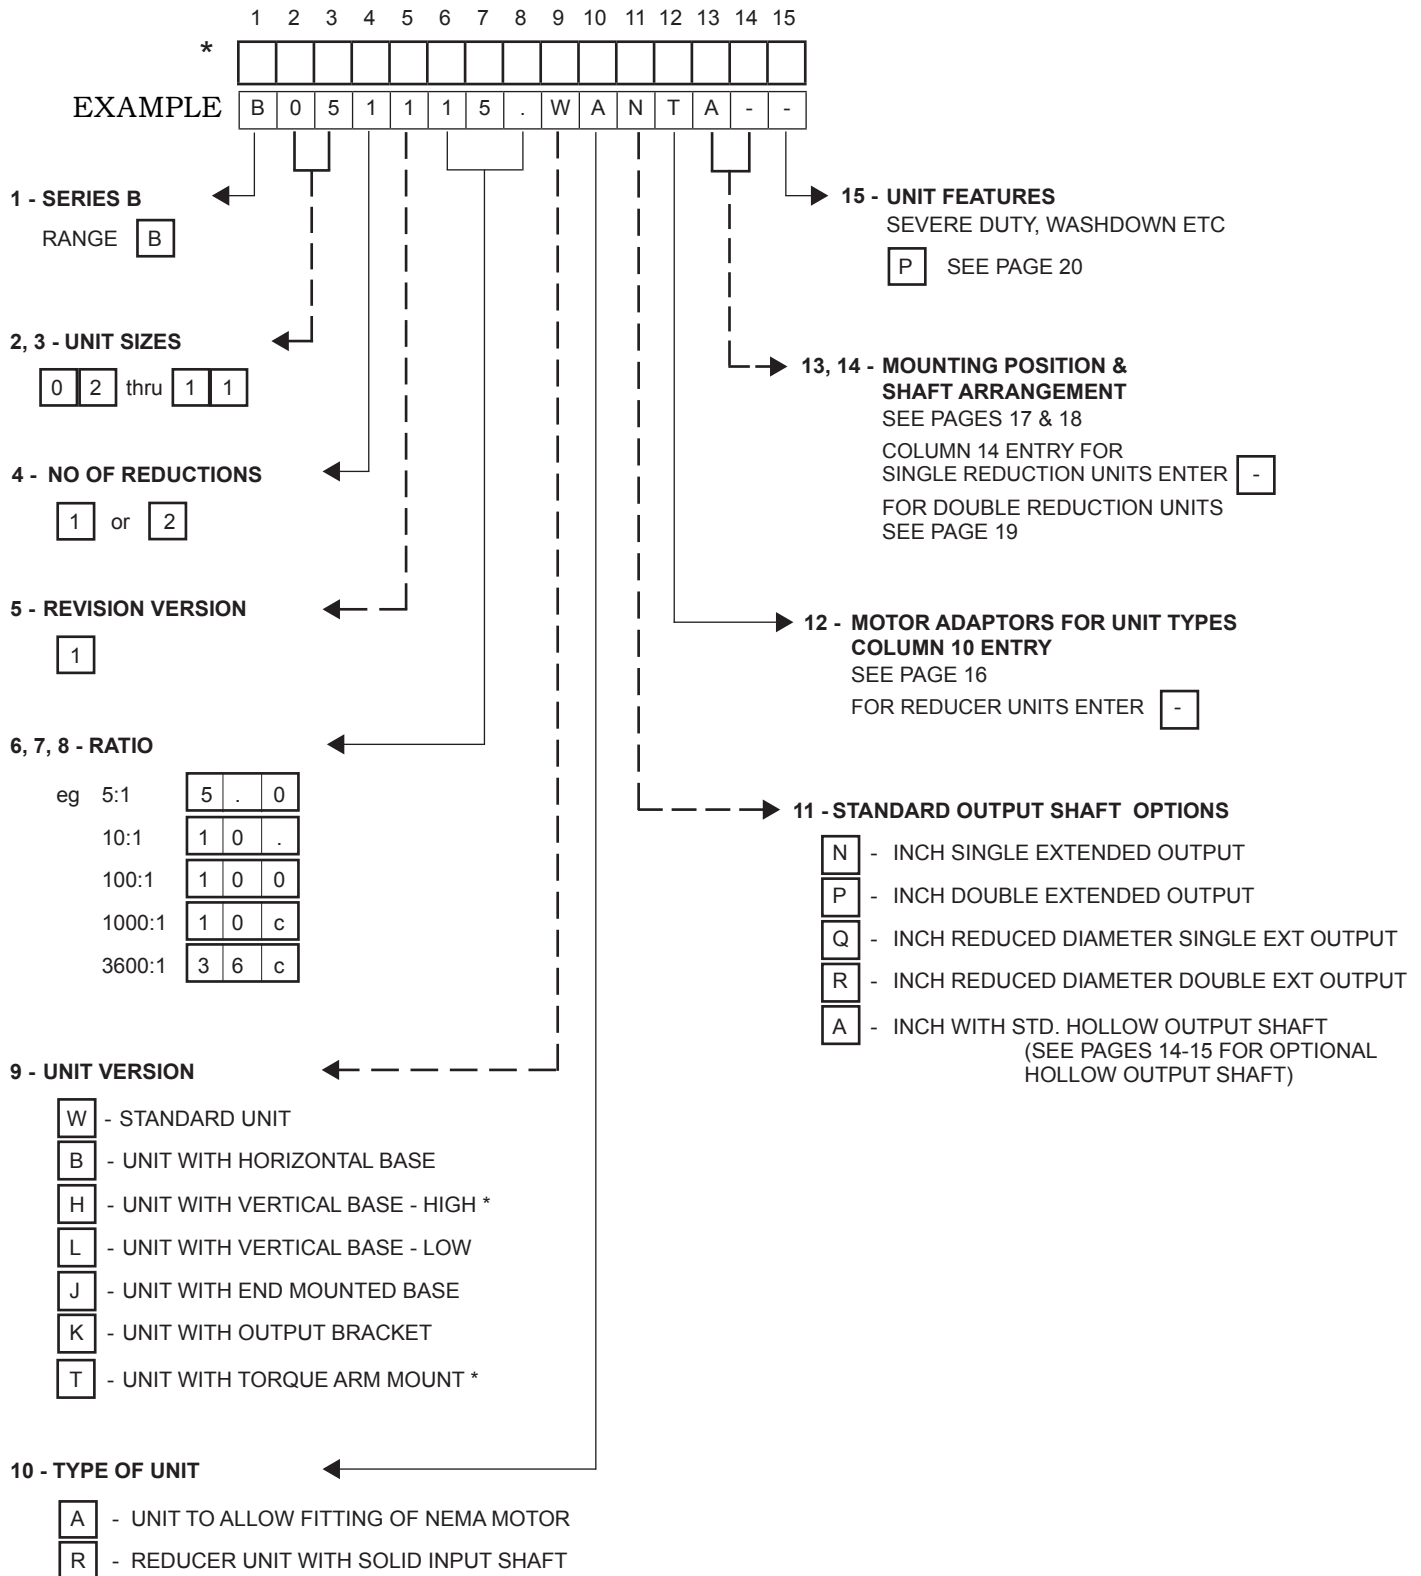 1 2 3 4 5 6 7 8 9 10 11 12 13 14 15
*
EXAMPLE B 0 5 1 1 1 5 . W A N T A - -
1 - SERIES B
RANGE B
2, 3 - UNIT SIZES
0 2 thru 1 1
4 - NO OF REDUCTIONS
1 or 2
5 - REVISION VERSION
1
6, 7, 8 - RATIO
eg 5:1 5 . 0
10:1 1 0 .
100:1 1 0 0
1000:1 1 0 c
3600:1 3 6 c
9 - UNIT VERSION
W - STANDARD UNIT
B - UNIT WITH HORIZONTAL BASE
H - UNIT WITH VERTICAL BASE - HIGH *
L - UNIT WITH VERTICAL BASE - LOW
J - UNIT WITH END MOUNTED BASE
K - UNIT WITH OUTPUT BRACKET
T - UNIT WITH TORQUE ARM MOUNT *
10 - TYPE OF UNIT
A - UNIT TO ALLOW FITTING OF NEMA MOTOR
R - REDUCER UNIT WITH SOLID INPUT SHAFT
15 - UNIT FEATURES
SEVERE DUTY, WASHDOWN ETC
P SEE PAGE 20
13, 14 - MOUNTING POSITION &
SHAFT ARRANGEMENT
SEE PAGES 17 & 18
COLUMN 14 ENTRY FOR
SINGLE REDUCTION UNITS ENTER -
FOR DOUBLE REDUCTION UNITS
SEE PAGE 19
12 - MOTOR ADAPTORS FOR UNIT TYPES
COLUMN 10 ENTRY
SEE PAGE 16
FOR REDUCER UNITS ENTER -
11 - STANDARD OUTPUT SHAFT OPTIONS
N - INCH SINGLE EXTENDED OUTPUT
P - INCH DOUBLE EXTENDED OUTPUT
Q - INCH REDUCED DIAMETER SINGLE EXT OUTPUT
R - INCH REDUCED DIAMETER DOUBLE EXT OUTPUT
A - INCH WITH STD. HOLLOW OUTPUT SHAFT
(SEE PAGES 14-15 FOR OPTIONAL
HOLLOW OUTPUT SHAFT)